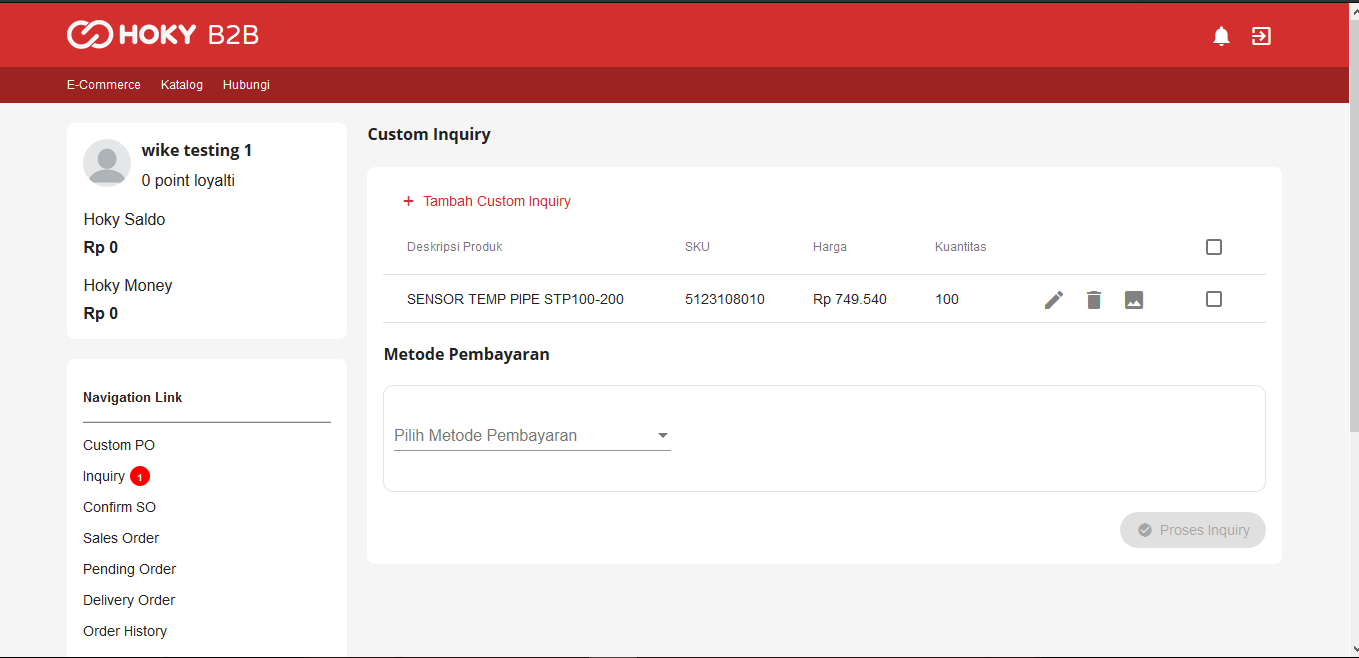 HOKY B2B
E-Commerce Katalog Hubungi
wike testing 1
0 point loyalti
Hoky Saldo
Rp 0
Hoky Money
Rp 0
Navigation Link
Custom PO
Inquiry 1
Confirm SO
Sales Order
Pending Order
Delivery Order
Order History
Custom Inquiry
+ Tambah Custom Inquiry
Deskripsi Produk SKU Harga Kuantitas
SENSOR TEMP PIPE STP100-200 5123108010 Rp 749.540 100
Metode Pembayaran
Pilih Metode Pembayaran
Proses Inquiry